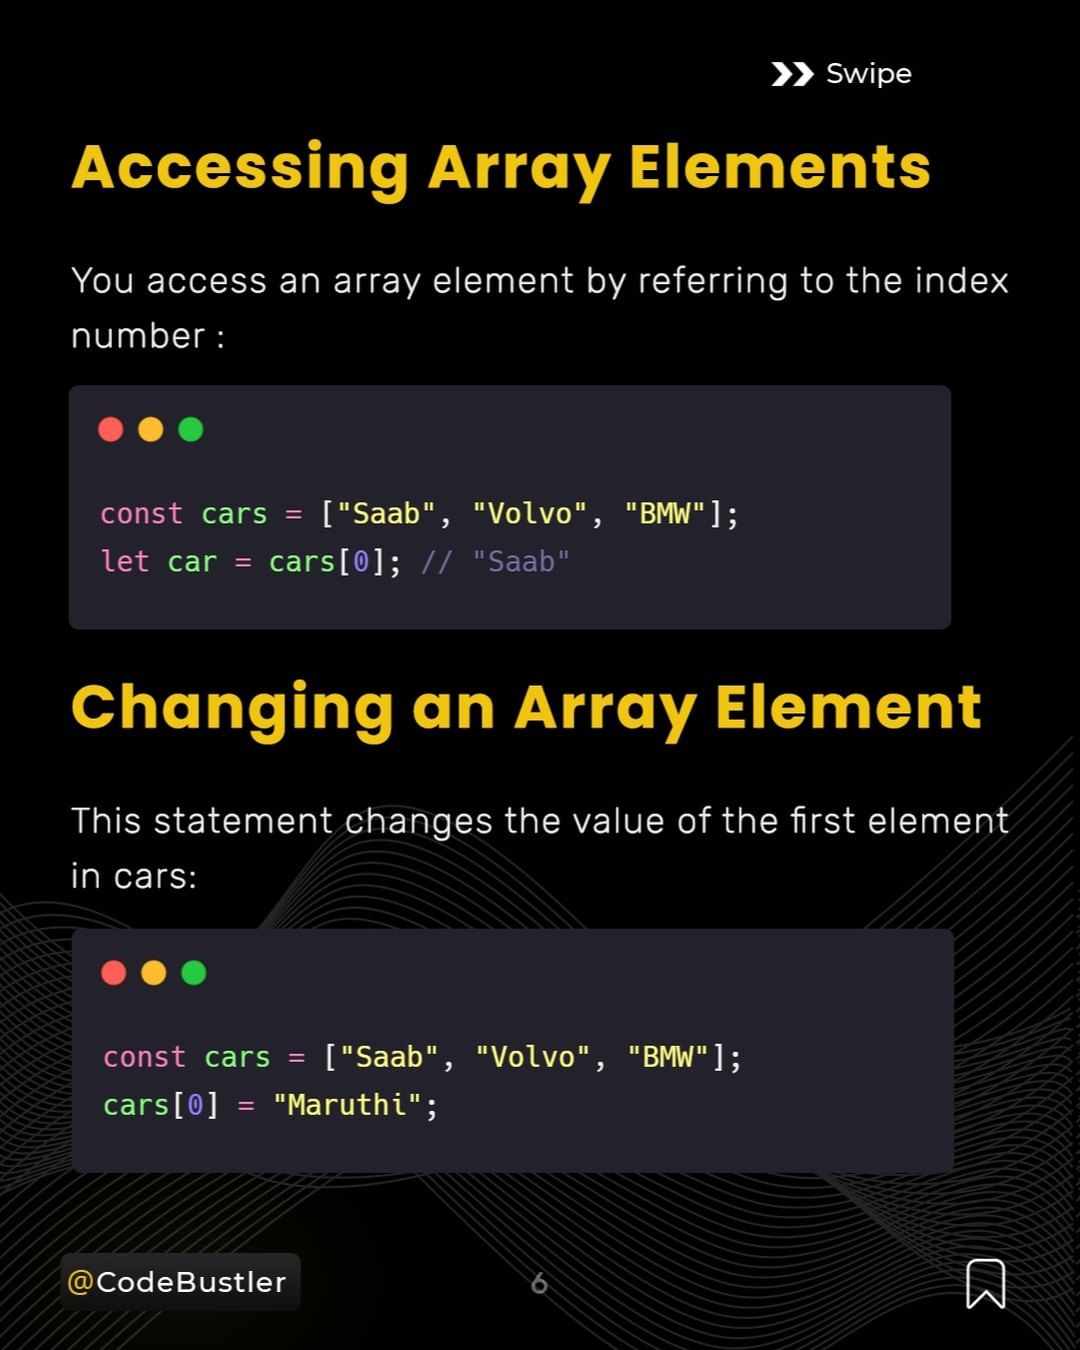 Swipe
Accessing Array Elements
You access an array element by referring to the index
number :
const cars = ["Saab", "Volvo", "BMW"];
let car = cars[0]; // "Saab"
Changing an Array Element
This statement changes the value of the first element
in cars:
const cars = ["Saab", "Volvo", "BMW"];
cars[0] = "Maruthi";
@CodeBustler
6